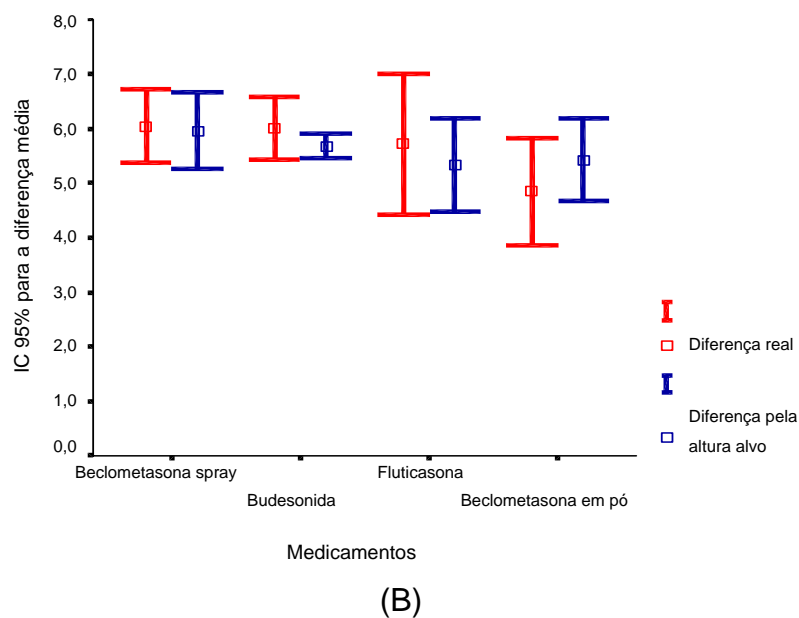 8,0
7,0
6,0
5,0
4,0
3,0
2,0
1,0
0,0
IC 95% para a diferença média
Beclometasona spray
Budesonida
Fluticasona
Beclometasona em pó
Medicamentos
Diferença real
Diferença pela
altura alvo
(B)